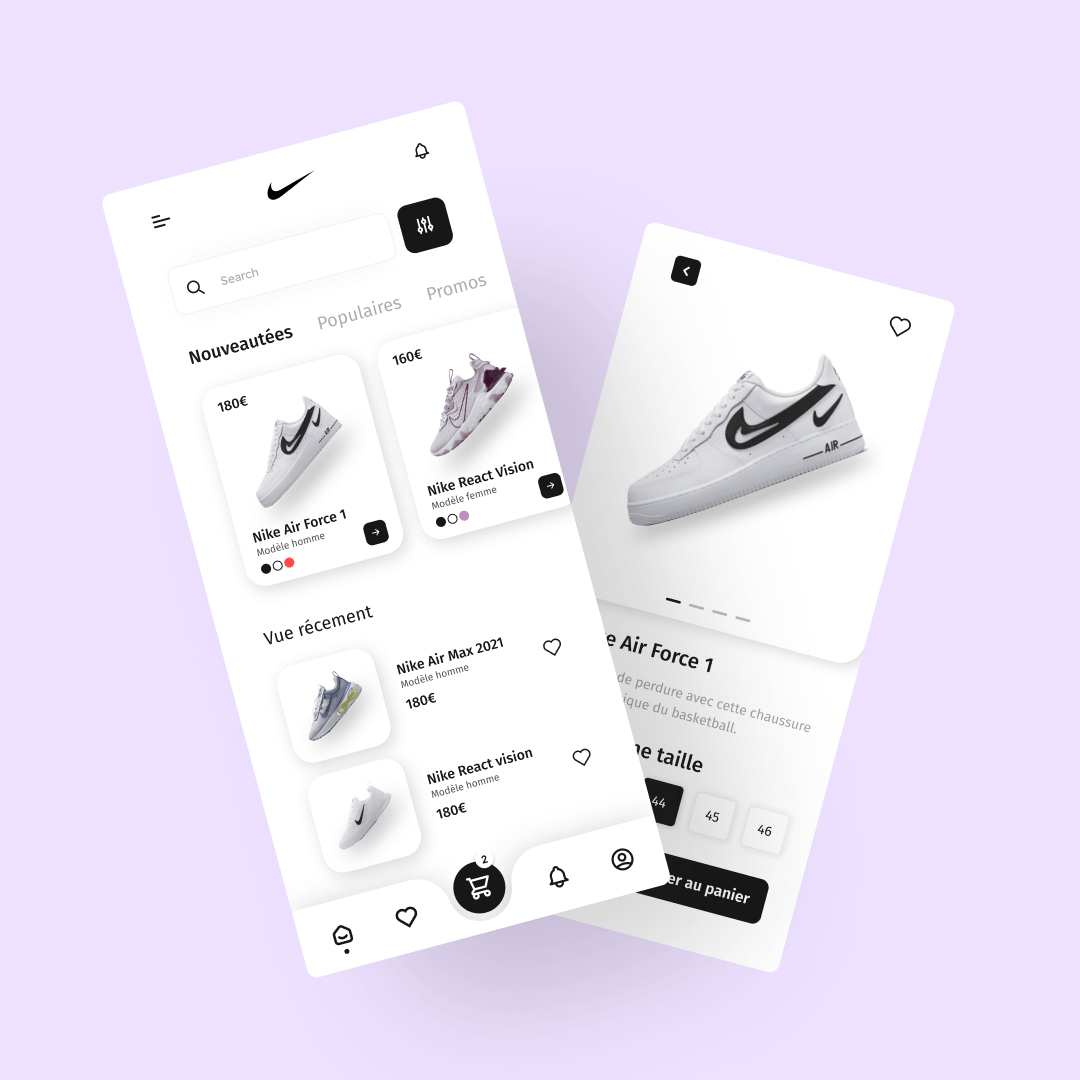 Search
Nouveautées
Populaires
Promos
180€
Nike Air Force 1
Modèle homme
160€
Nike React Vision
Modèle femme
Vue récement
Nike Air Max 2021
Modèle homme
180€
Nike React vision
Modèle homme
180€
2
AIR
e Air Force 1
de perdure avec cette chaussure
ique du basketball.
ne taille
44
45
46
er au panier